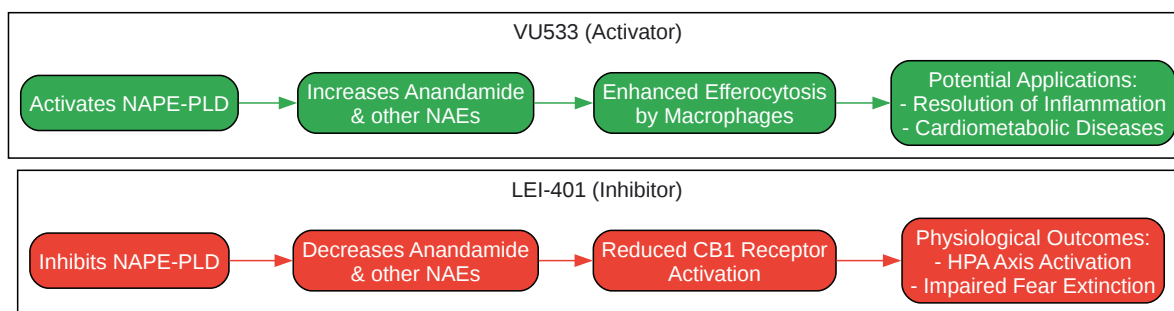 VU533 (Activator)
Activates NAPE-PLD
Increases Anandamide
& other NAEs
Enhanced Efferocytosis
by Macrophages
Potential Applications:
- Resolution of Inflammation
- Cardiometabolic Diseases
LEI-401 (Inhibitor)
Inhibits NAPE-PLD
Decreases Anandamide
& other NAEs
Reduced CB1 Receptor
Activation
Physiological Outcomes:
- HPA Axis Activation
- Impaired Fear Extinction